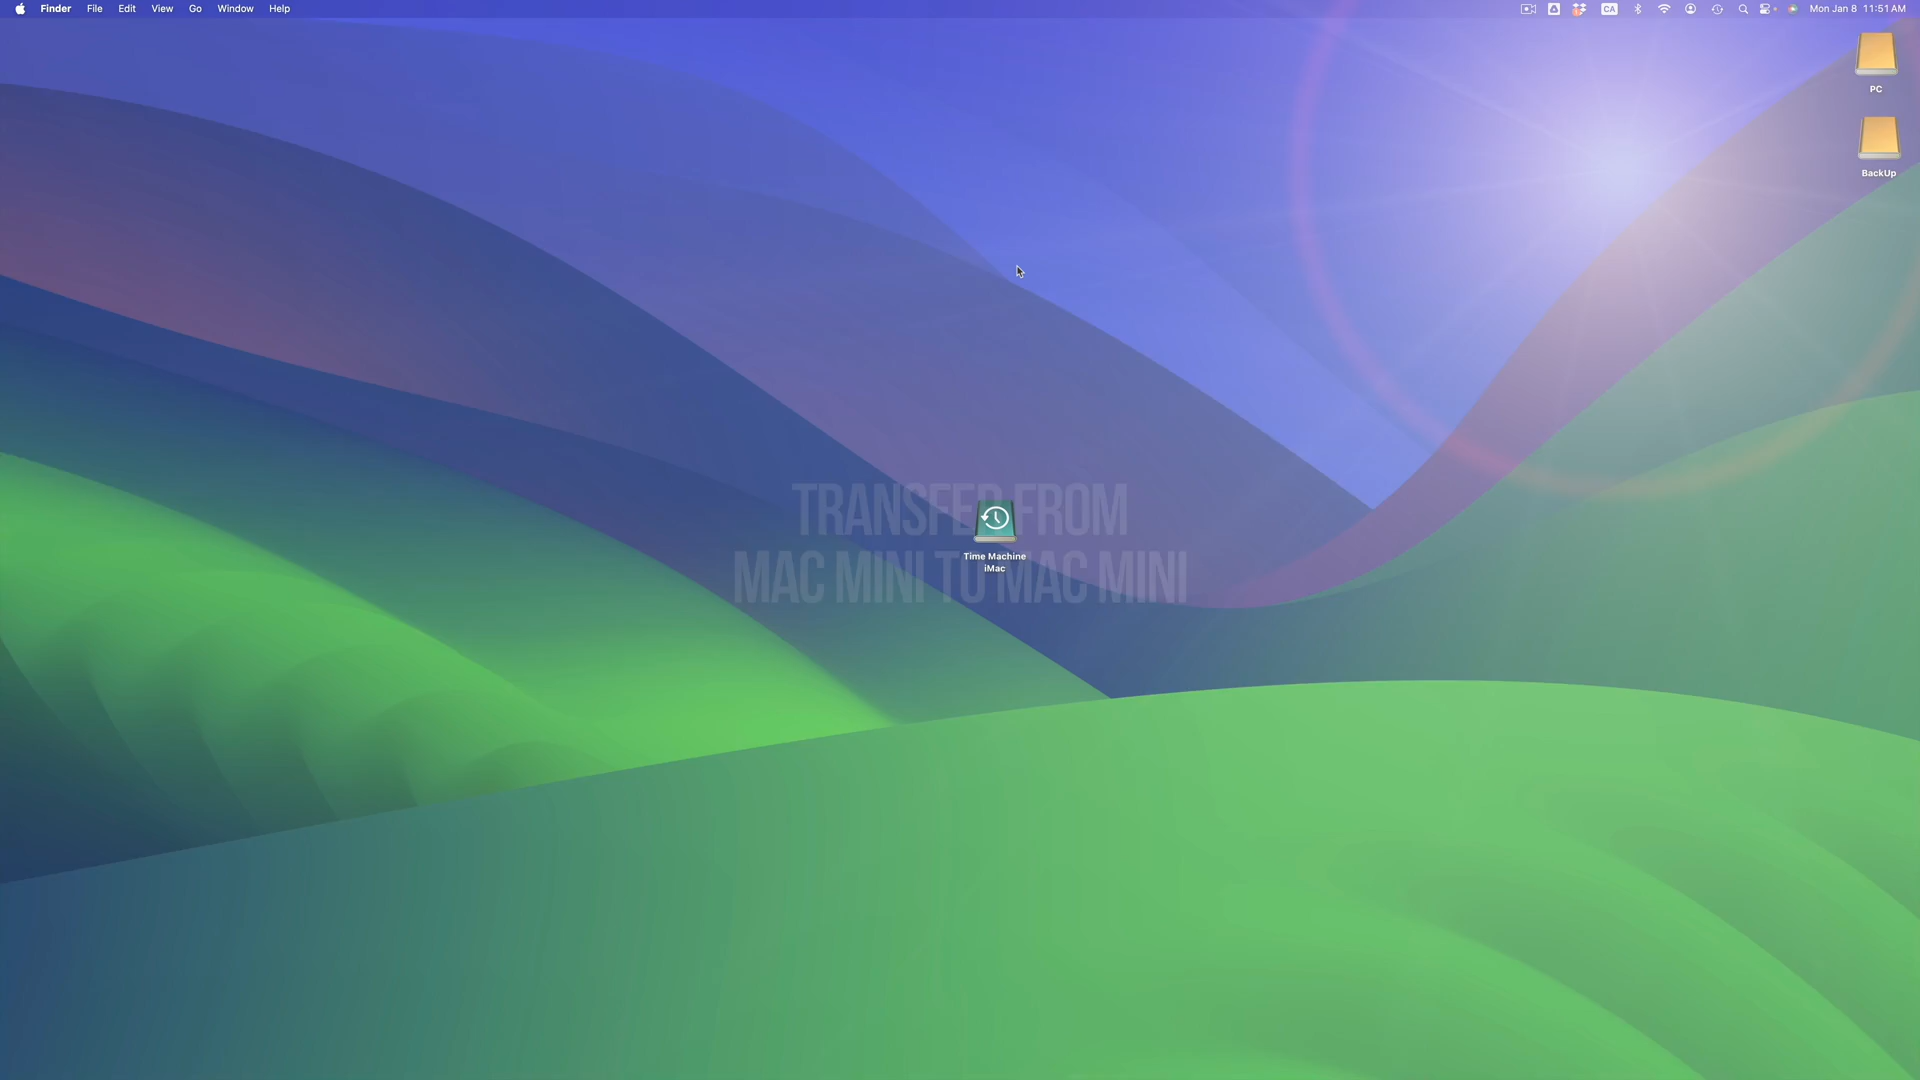 Finder File Edit View Go Window Help CA Mon Jan 8 11:51 AM
PC
BackUp
TRANSFER FROM
MAC MINI TO MAC MINI
Time Machine
iMac